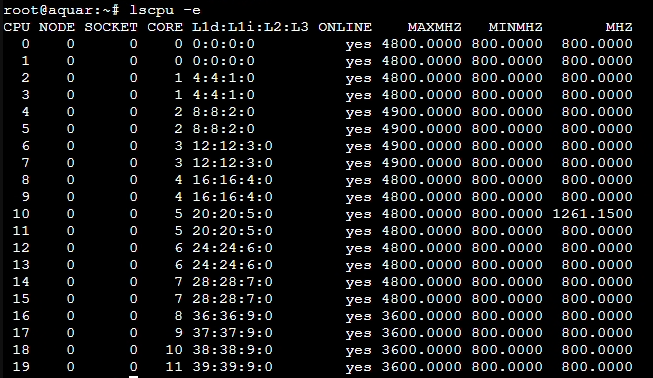 root@aquar:~# lscpu -e
CPU NODE SOCKET CORE L1d:L1i:L2:L3 ONLINE    MAXMHZ   MINMHZ       MHZ
  0    0      0    0 0:0:0:0          yes 4800.0000 800.0000  800.0000
  1    0      0    0 0:0:0:0          yes 4800.0000 800.0000  800.0000
  2    0      0    1 4:4:1:0          yes 4800.0000 800.0000  800.0000
  3    0      0    1 4:4:1:0          yes 4800.0000 800.0000  800.0000
  4    0      0    2 8:8:2:0          yes 4900.0000 800.0000  800.0000
  5    0      0    2 8:8:2:0          yes 4900.0000 800.0000  800.0000
  6    0      0    3 12:12:3:0        yes 4900.0000 800.0000  800.0000
  7    0      0    3 12:12:3:0        yes 4900.0000 800.0000  800.0000
  8    0      0    4 16:16:4:0        yes 4800.0000 800.0000  800.0000
  9    0      0    4 16:16:4:0        yes 4800.0000 800.0000  800.0000
 10    0      0    5 20:20:5:0        yes 4800.0000 800.0000 1261.1500
 11    0      0    5 20:20:5:0        yes 4800.0000 800.0000  800.0000
 12    0      0    6 24:24:6:0        yes 4800.0000 800.0000  800.0000
 13    0      0    6 24:24:6:0        yes 4800.0000 800.0000  800.0000
 14    0      0    7 28:28:7:0        yes 4800.0000 800.0000  800.0000
 15    0      0    7 28:28:7:0        yes 4800.0000 800.0000  800.0000
 16    0      0    8 36:36:9:0        yes 3600.0000 800.0000  800.0000
 17    0      0    9 37:37:9:0        yes 3600.0000 800.0000  800.0000
 18    0      0   10 38:38:9:0        yes 3600.0000 800.0000  800.0000
 19    0      0   11 39:39:9:0        yes 3600.0000 800.0000  800.0000